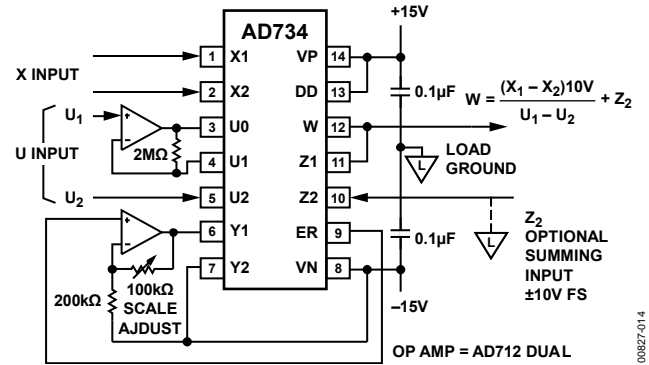 AD734
+15V
X INPUT
1 X1 VP 14
2 X2 DD 13
0.1µF
W = (X1 – X2)10V / U1 – U2 + Z2
U1
+
–
3 U0 W 12
U INPUT
2MΩ
4 U1 Z1 11
L
LOAD
GROUND
U2
5 U2 Z2 10
Z2
OPTIONAL
SUMMING
INPUT
±10V FS
L
+
–
6 Y1 ER 9
0.1µF
7 Y2 VN 8
200kΩ
100kΩ
SCALE
AJDUST
–15V
OP AMP = AD712 DUAL
00827-014